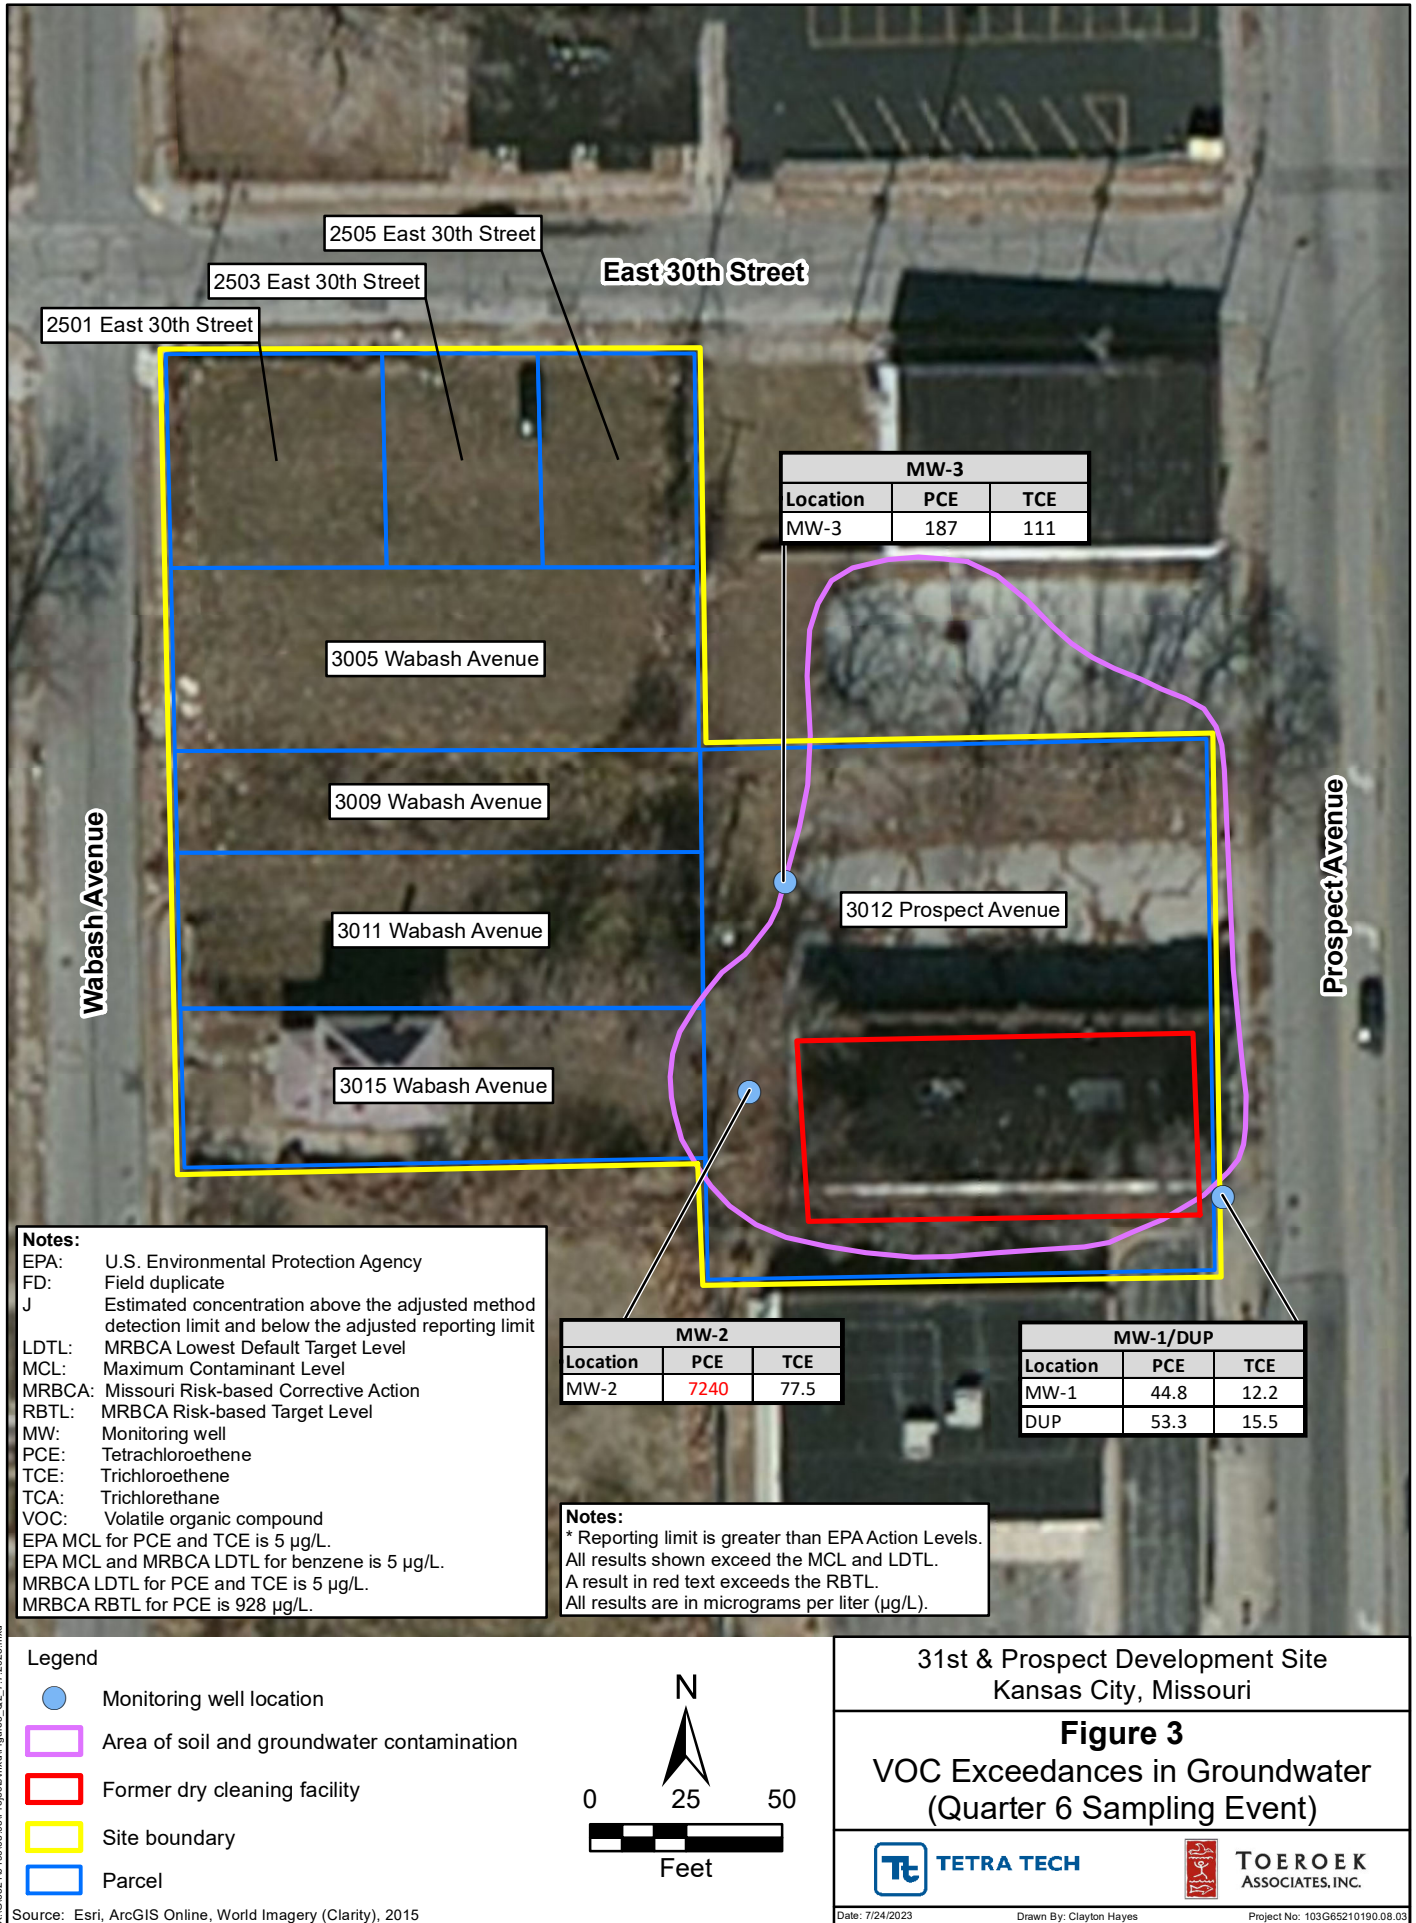 2505 East 30th Street
East 30th Street
2503 East 30th Street
2501 East 30th Street
MW-3
Location PCE TCE
MW-3 187 111
3005 Wabash Avenue
3009 Wabash Avenue
3012 Prospect Avenue
3011 Wabash Avenue
3015 Wabash Avenue
Wabash Avenue
Prospect Avenue
MW-2
Location PCE TCE
MW-2 7240 77.5
MW-1/DUP
Location PCE TCE
MW-1 44.8 12.2
DUP 53.3 15.5
Notes:
EPA: U.S. Environmental Protection Agency
FD: Field duplicate
J Estimated concentration above the adjusted method
detection limit and below the adjusted reporting limit
LDTL: MRBCA Lowest Default Target Level
MCL: Maximum Contaminant Level
MRBCA: Missouri Risk-based Corrective Action
RBTL: MRBCA Risk-based Target Level
MW: Monitoring well
PCE: Tetrachloroethene
TCE: Trichloroethene
TCA: Trichlorethane
VOC: Volatile organic compound
EPA MCL for PCE and TCE is 5 µg/L.
EPA MCL and MRBCA LDTL for benzene is 5 µg/L.
MRBCA LDTL for PCE and TCE is 5 µg/L.
MRBCA RBTL for PCE is 928 µg/L.
Notes:
* Reporting limit is greater than EPA Action Levels.
All results shown exceed the MCL and LDTL.
A result in red text exceeds the RBTL.
All results are in micrograms per liter (µg/L).
Legend
Monitoring well location
Area of soil and groundwater contamination
Former dry cleaning facility
Site boundary
Parcel
Source: Esri, ArcGIS Online, World Imagery (Clarity), 2015
N
0 25 50
Feet
31st & Prospect Development Site
Kansas City, Missouri
Figure 3
VOC Exceedances in Groundwater
(Quarter 6 Sampling Event)
Tt TETRA TECH
TOEROEK
ASSOCIATES, INC.
Date: 7/24/2023 Drawn By: Clayton Hayes Project No: 103G65210190.08.03